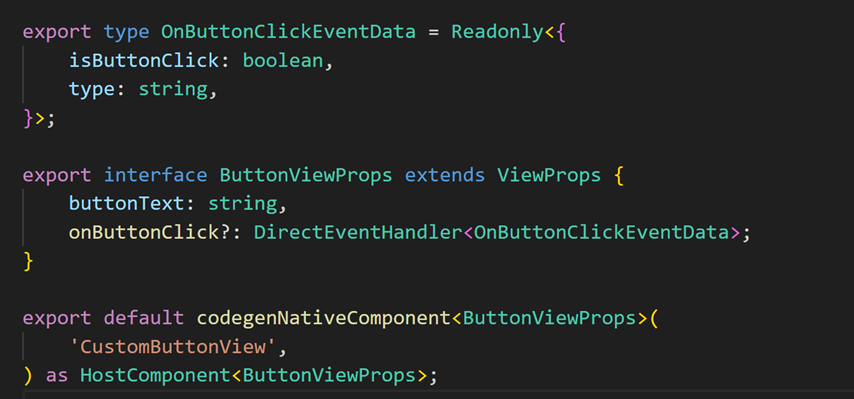 export type OnButtonClickEventData = Readonly<{
isButtonClick: boolean,
type: string,
}>;
export interface ButtonViewProps extends ViewProps {
buttonText: string,
onButtonClick?: DirectEventHandler<OnButtonClickEventData>;
}
export default codegenNativeComponent<ButtonViewProps>(
'CustomButtonView',
) as HostComponent<ButtonViewProps>;